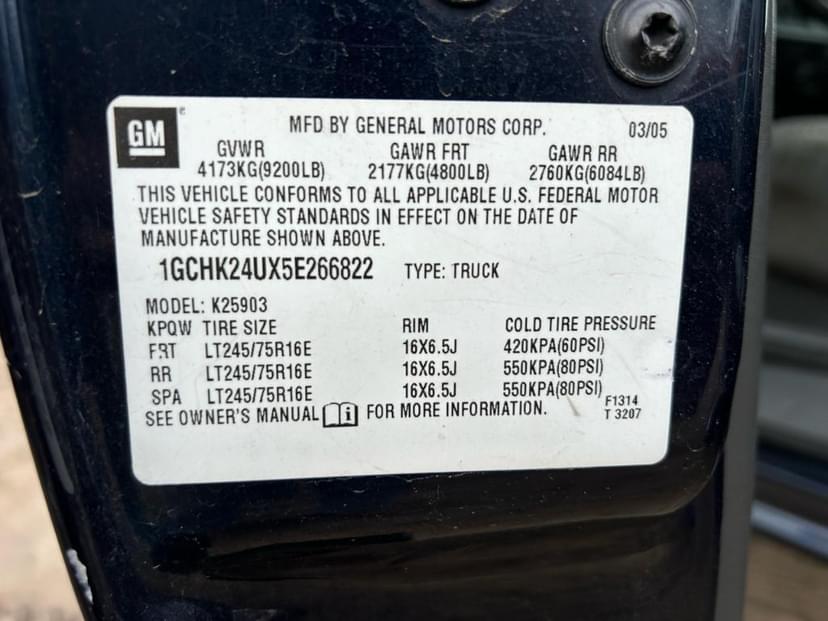 GM ®
MFD BY GENERAL MOTORS CORP. 03/05
GVWR GAWR FRT GAWR RR
4173KG(9200LB) 2177KG(4800LB) 2760KG(6084LB)
THIS VEHICLE CONFORMS TO ALL APPLICABLE U.S. FEDERAL MOTOR
VEHICLE SAFETY STANDARDS IN EFFECT ON THE DATE OF
MANUFACTURE SHOWN ABOVE.
1GCHK24UX5E266822 TYPE: TRUCK
MODEL: K25903
KPQW TIRE SIZE RIM COLD TIRE PRESSURE
FRT LT245/75R16E 16X6.5J 420KPA(60PSI)
RR LT245/75R16E 16X6.5J 550KPA(80PSI)
SPA LT245/75R16E 16X6.5J 550KPA(80PSI)
SEE OWNER'S MANUAL i FOR MORE INFORMATION. F1314
T 3207